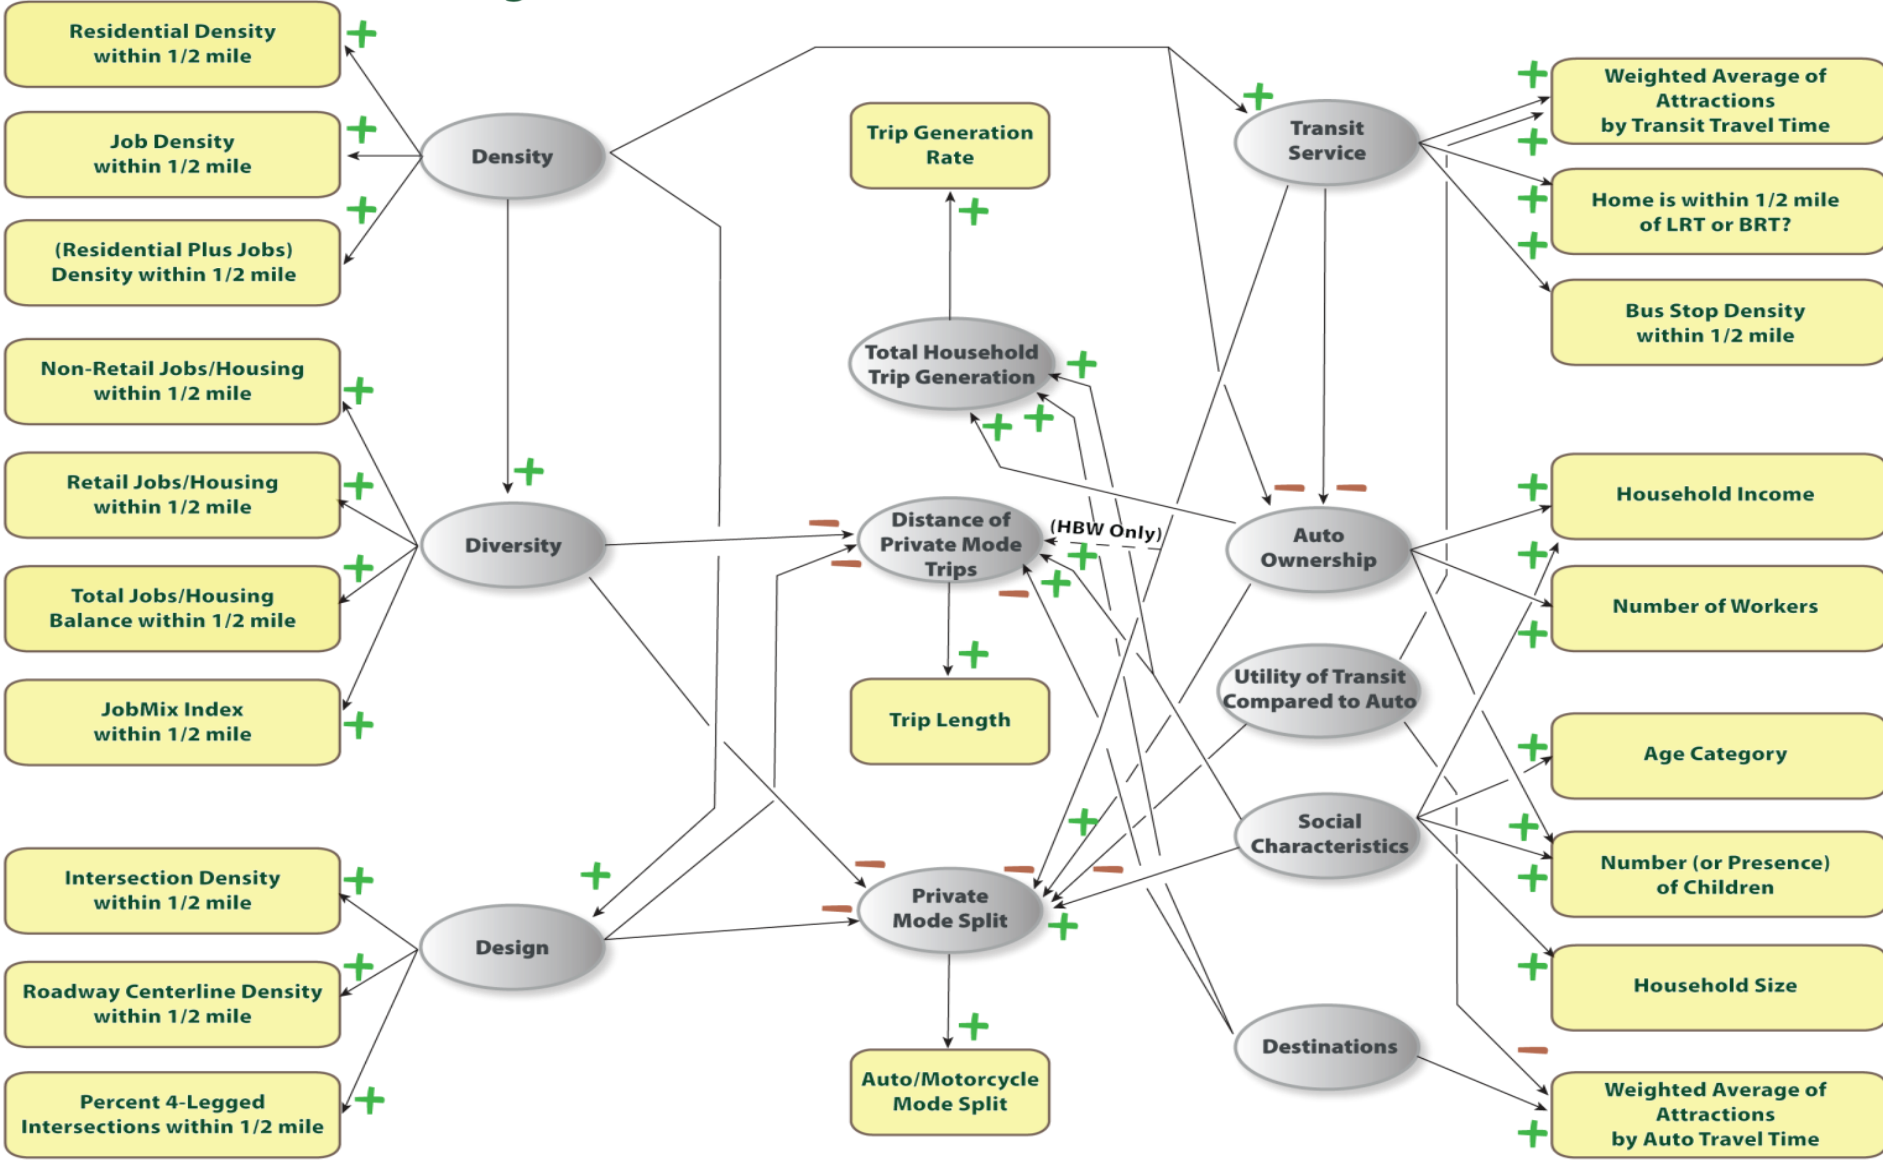 Residential Density
within 1/2 mile
Job Density
within 1/2 mile
(Residential Plus Jobs)
Density within 1/2 mile
Non-Retail Jobs/Housing
within 1/2 mile
Retail Jobs/Housing
within 1/2 mile
Total Jobs/Housing
Balance within 1/2 mile
JobMix Index
within 1/2 mile
Intersection Density
within 1/2 mile
Roadway Centerline Density
within 1/2 mile
Percent 4-Legged
Intersections within 1/2 mile
Density
Diversity
Design
Trip Generation
Rate
Total Household
Trip Generation
Distance of
Private Mode
Trips
(HBW Only)
Trip Length
Private
Mode Split
Auto/Motorcycle
Mode Split
Transit
Service
Auto
Ownership
Utility of Transit
Compared to Auto
Social
Characteristics
Destinations
Weighted Average of
Attractions
by Transit Travel Time
Home is within 1/2 mile
of LRT or BRT?
Bus Stop Density
within 1/2 mile
Household Income
Number of Workers
Age Category
Number (or Presence)
of Children
Household Size
Weighted Average of
Attractions
by Auto Travel Time